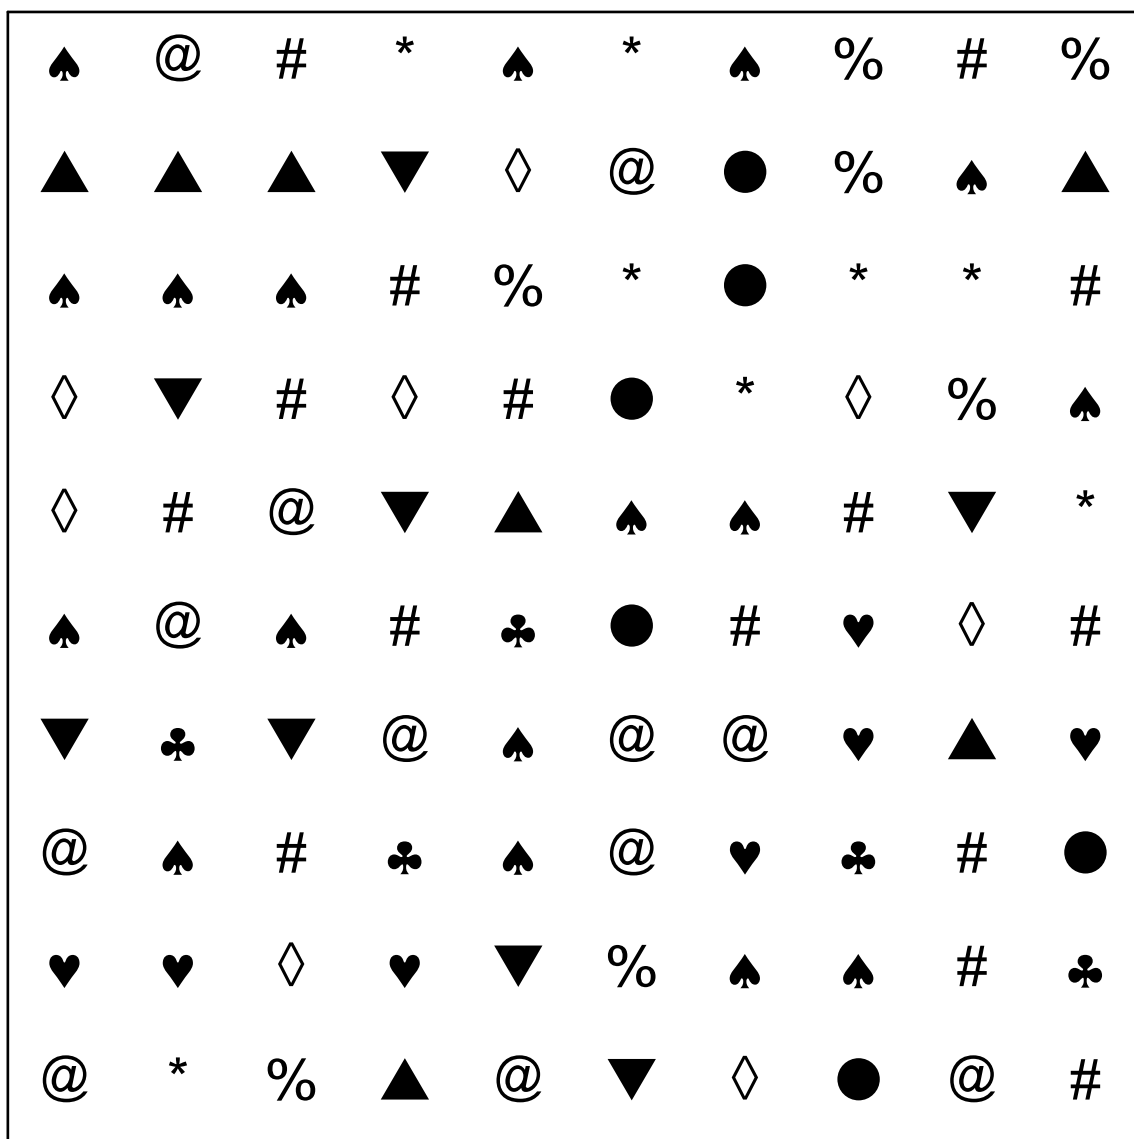 ♠ @ # * ♠ * ♠ % # %
▲ ▲ ▲ ▼ ◊ @ ● % ♠ ▲
♠ ♠ ♠ # % * ● * * #
◊ ▼ # ◊ # ● * ◊ % ♠
◊ # @ ▼ ▲ ♠ ♠ # ▼ *
♠ @ ♠ # ♣ ● # ♥ ◊ #
▼ ♣ ▼ @ ♠ @ @ ♥ ▲ ♥
@ ♠ # ♣ ♠ @ ♥ ♣ # ●
♥ ♥ ◊ ♥ ▼ % ♠ ♠ # ♣
@ * % ▲ @ ▼ ◊ ● @ #